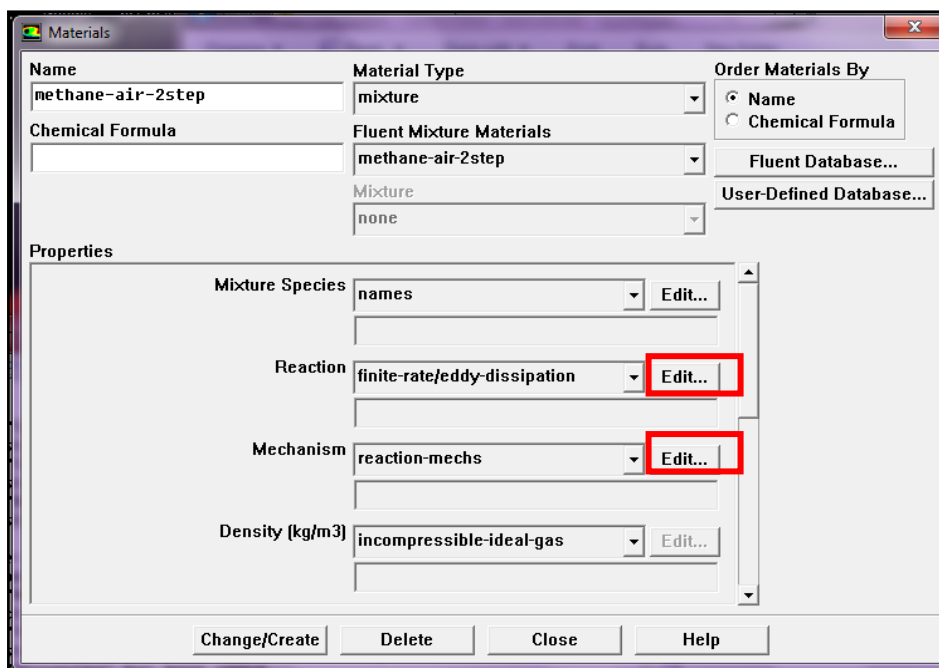 Materials
Name
methane-air-2step
Chemical Formula
Material Type
mixture
Fluent Mixture Materials
methane-air-2step
Mixture
none
Order Materials By
Name
Chemical Formula
Fluent Database...
User-Defined Database...
Properties
Mixture Species names Edit...
Reaction finite-rate/eddy-dissipation Edit...
Mechanism reaction-mechs Edit...
Density (kg/m3) incompressible-ideal-gas Edit...
Change/Create Delete Close Help